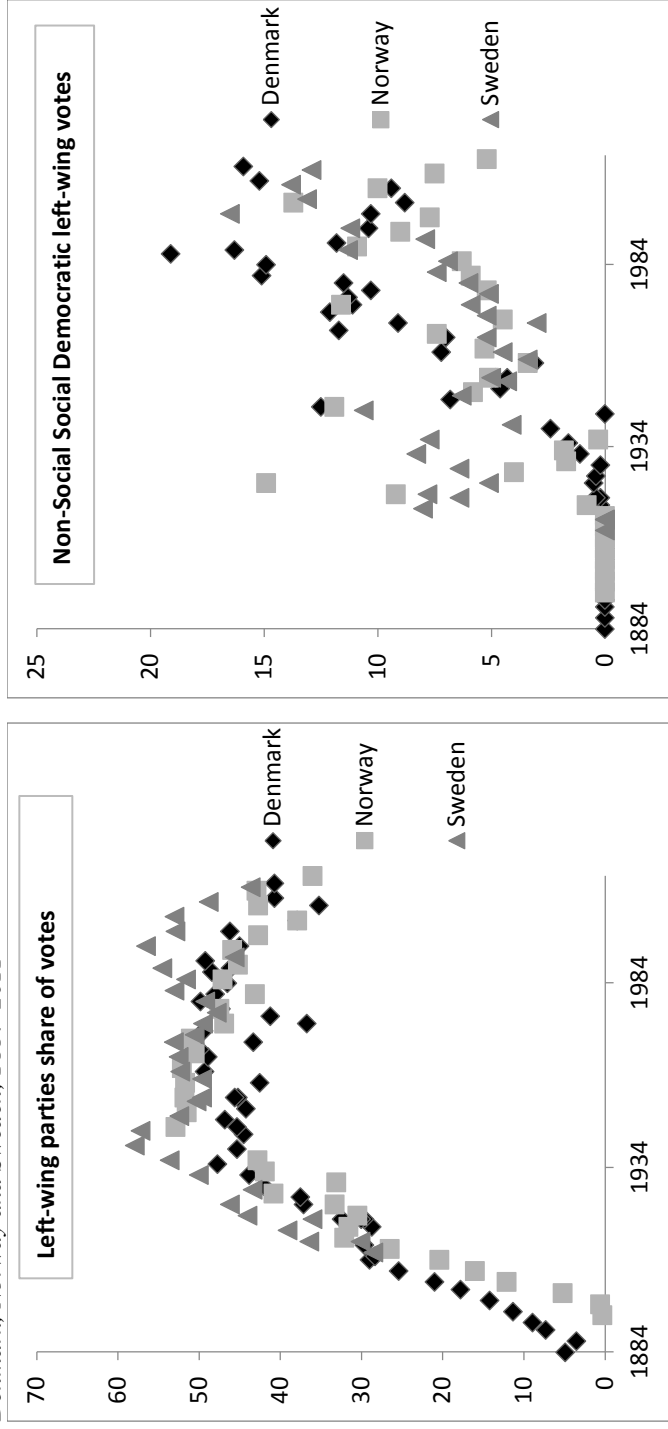 Left-wing parties share of votes
70
60
50
40
30
20
10
0
1884
1934
1984
Denmark
Norway
Sweden
Non-Social Social Democratic left-wing votes
25
20
15
10
5
0
1884
1934
1984
Denmark
Norway
Sweden